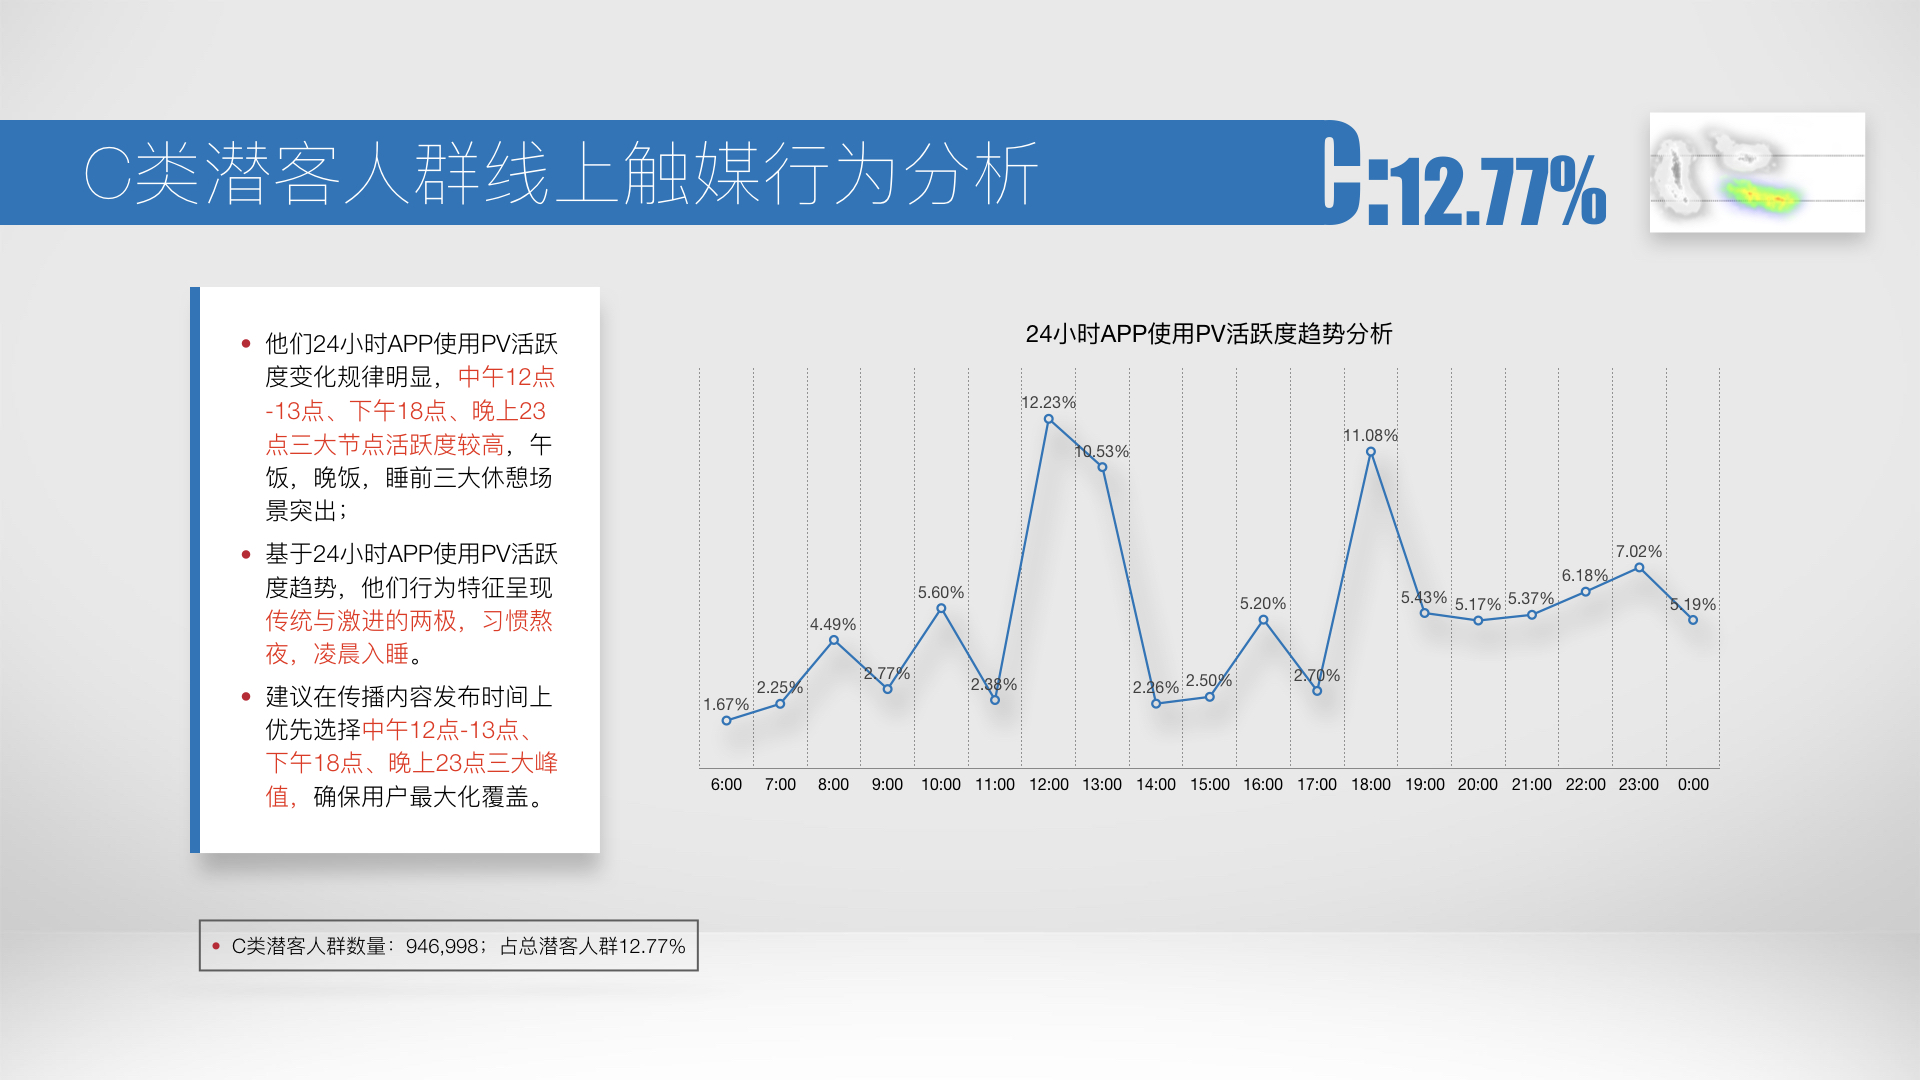 C类潜客人群线上触媒行为分析
C:12.77%
他们24小时APP使用PV活跃
度变化规律明显，中午12点
-13点、下午18点、晚上23
点三大节点活跃度较高，午
饭，晚饭，睡前三大休憩场
景突出；
基于24小时APP使用PV活跃
度趋势，他们行为特征呈现
传统与激进的两极，习惯熬
夜，凌晨入睡。
建议在传播内容发布时间上
优先选择中午12点-13点、
下午18点、晚上23点三大峰
值，确保用户最大化覆盖。
24小时APP使用PV活跃度趋势分析
1.67% 2.25% 4.49% 2.77% 5.60% 2.38% 12.23% 10.53% 2.26% 2.50% 5.20% 2.70% 11.08% 5.43% 5.17% 5.37% 6.18% 7.02% 5.19%
6:00 7:00 8:00 9:00 10:00 11:00 12:00 13:00 14:00 15:00 16:00 17:00 18:00 19:00 20:00 21:00 22:00 23:00 0:00
C类潜客人群数量：946,998；占总潜客人群12.77%